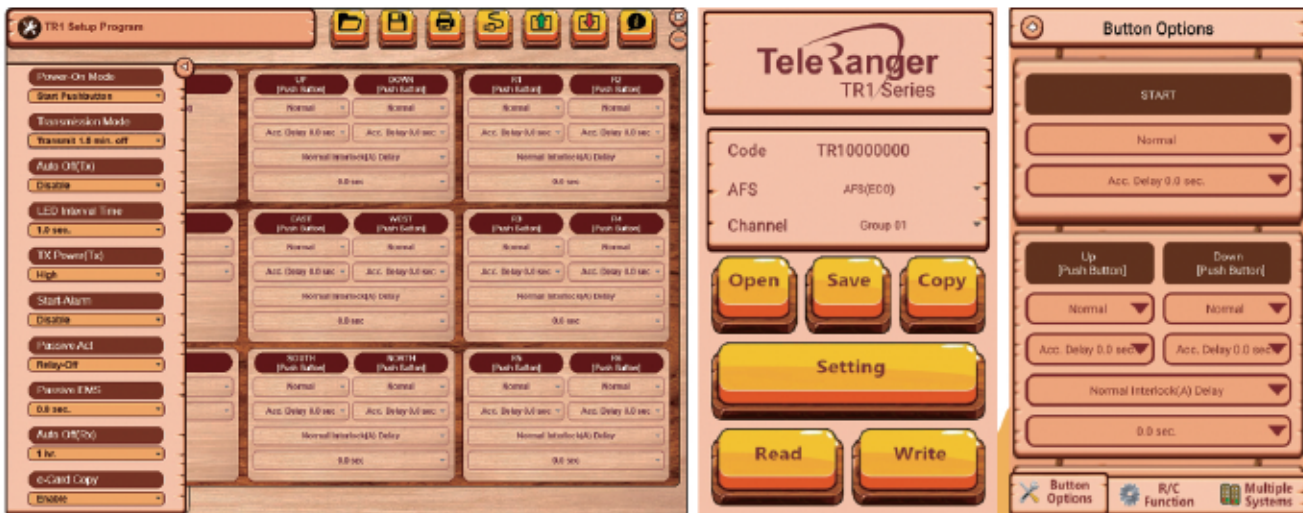 TR1 Setup Program
Power-On Mode
Start Pushbutton
Transmission Mode
Transmit 1.0 min. off
Auto Off(Tx)
Disable
LED Interval Time
1.0 sec.
TX Power(Tx)
High
Start-Alarm
Disable
Passive Act
Relay-Off
Passive EMS
0.0 sec.
Auto Off(Rx)
1 hr.
e-Card Copy
Enable
UP DOWN
[Push Button] [Push Button]
Normal Normal
Acc. Delay 0.0 sec Acc. Delay 0.0 sec
Normal Interlock(A) Delay
0.0 sec
R1 R2
[Push Button] [Push Button]
Normal Normal
Acc. Delay 0.0 sec Acc. Delay 0.0 sec
Normal Interlock(A) Delay
0.0 sec
EAST WEST
[Push Button] [Push Button]
Normal Normal
Acc. Delay 0.0 sec Acc. Delay 0.0 sec
Normal Interlock(A) Delay
0.0 sec
R3 R4
[Push Button] [Push Button]
Normal Normal
Acc. Delay 0.0 sec Acc. Delay 0.0 sec
Normal Interlock(A) Delay
0.0 sec
SOUTH NORTH
[Push Button] [Push Button]
Normal Normal
Acc. Delay 0.0 sec Acc. Delay 0.0 sec
Normal Interlock(A) Delay
0.0 sec
R5 R6
[Push Button] [Push Button]
Normal Normal
Acc. Delay 0.0 sec Acc. Delay 0.0 sec
Normal Interlock(A) Delay
0.0 sec
TeleRanger
TR1 Series
Code TR10000000
AFS AFS(ECO)
Channel Group 01
Open Save Copy
Setting
Read Write
Button Options
START
Normal
Acc. Delay 0.0 sec.
Up Down
[Push Button] [Push Button]
Normal Normal
Acc. Delay 0.0 sec Acc. Delay 0.0 sec
Normal Interlock(A) Delay
0.0 sec.
Button Options
R/C Function
Multiple Systems